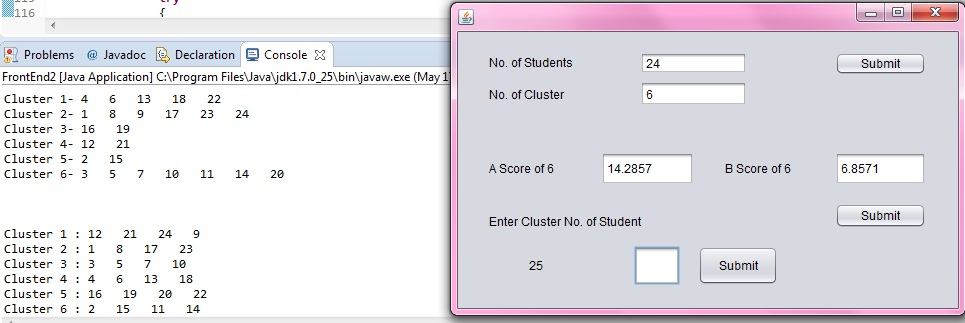 116
try
{
Problems @ Javadoc Declaration Console
FrontEnd2 [Java Application] C:\Program Files\Java\jdk1.7.0_25\bin\javaw.exe (May 1
Cluster 1- 4 6 13 18 22
Cluster 2- 1 8 9 17 23 24
Cluster 3- 16 19
Cluster 4- 12 21
Cluster 5- 2 15
Cluster 6- 3 5 7 10 11 14 20
Cluster 1 : 12 21 24 9
Cluster 2 : 1 8 17 23
Cluster 3 : 3 5 7 10
Cluster 4 : 4 6 13 18
Cluster 5 : 16 19 20 22
Cluster 6 : 2 15 11 14
No. of Students 24 Submit
No. of Cluster 6
A Score of 6 14.2857 B Score of 6 6.8571
Enter Cluster No. of Student Submit
25 Submit